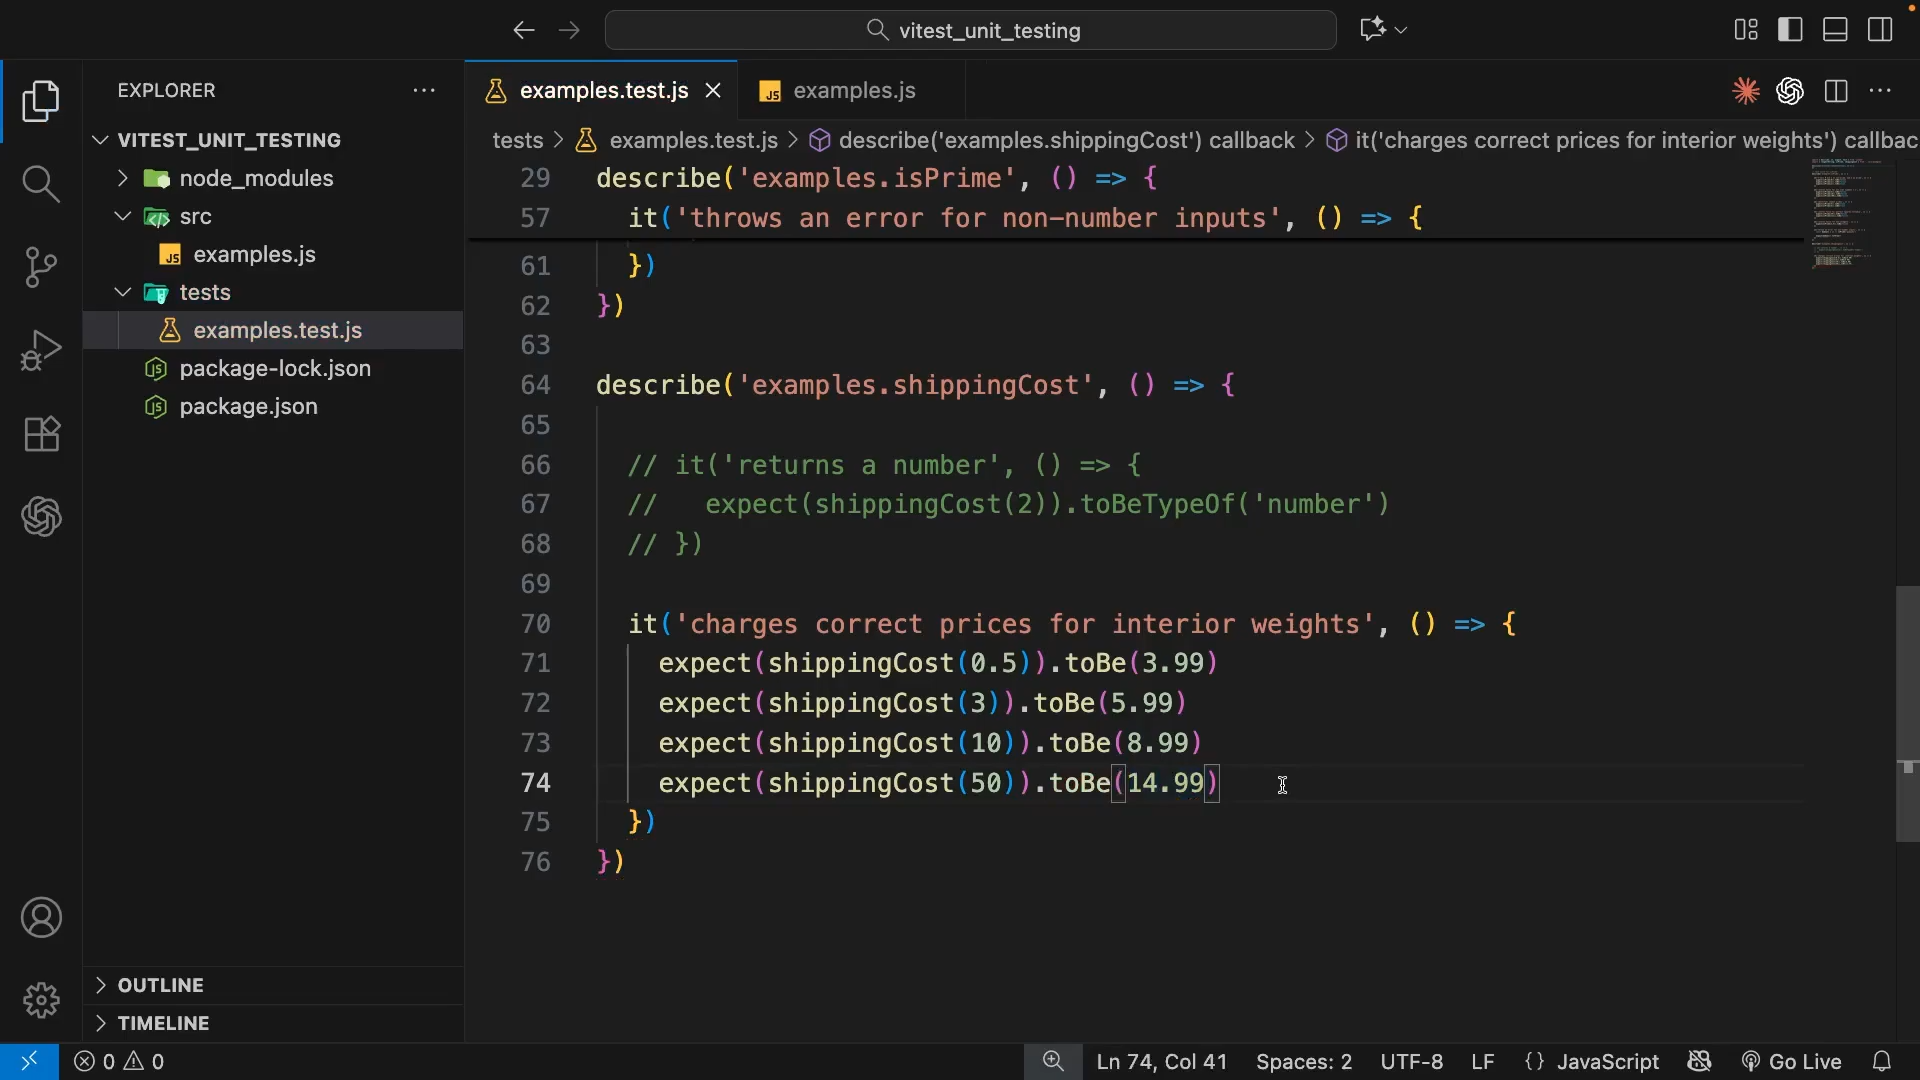 vitest_unit_testing
EXPLORER
VITEST_UNIT_TESTING
node_modules
src
examples.js
tests
examples.test.js
package-lock.json
package.json
OUTLINE
TIMELINE
examples.test.js
examples.js
tests > examples.test.js > describe('examples.shippingCost') callback > it('charges correct prices for interior weights') callbac
29 describe('examples.isPrime', () => {
57 it('throws an error for non-number inputs', () => {
61 })
62 })
63
64 describe('examples.shippingCost', () => {
65
66 // it('returns a number', () => {
67 //   expect(shippingCost(2)).toBeTypeOf('number')
68 // })
69
70 it('charges correct prices for interior weights', () => {
71 expect(shippingCost(0.5)).toBe(3.99)
72 expect(shippingCost(3)).toBe(5.99)
73 expect(shippingCost(10)).toBe(8.99)
74 expect(shippingCost(50)).toBe(14.99)
75 })
76 })
0 0 Ln 74, Col 41 Spaces: 2 UTF-8 LF {} JavaScript Go Live